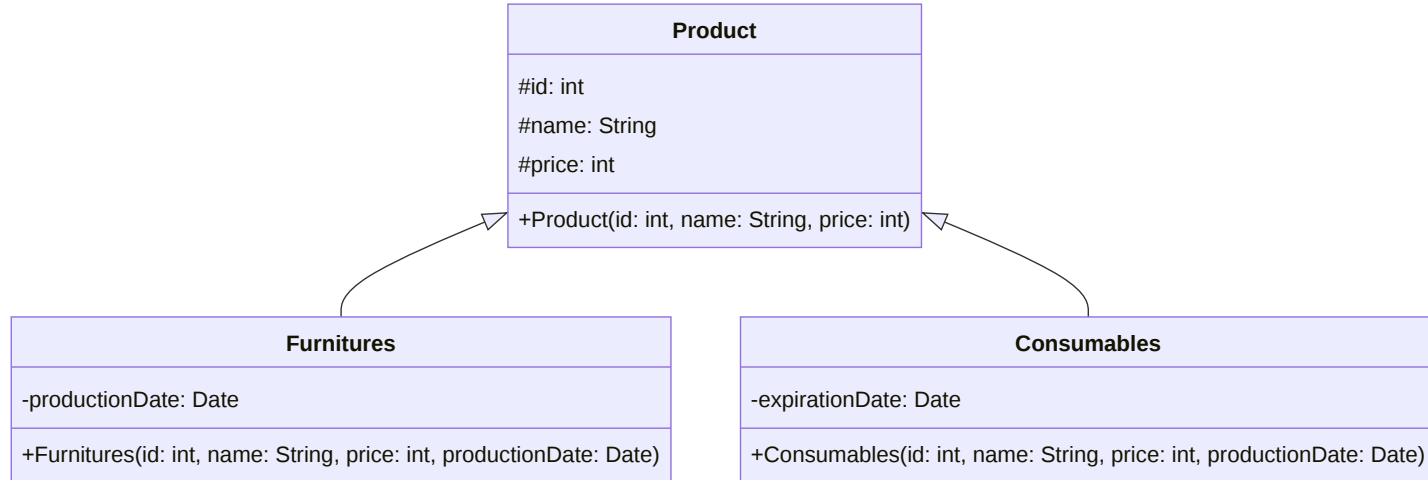 Product
#id: int
#name: String
#price: int
+Product(id: int, name: String, price: int)
Furnitures
-productionDate: Date
+Furnitures(id: int, name: String, price: int, productionDate: Date)
Consumables
-expirationDate: Date
+Consumables(id: int, name: String, price: int, productionDate: Date)